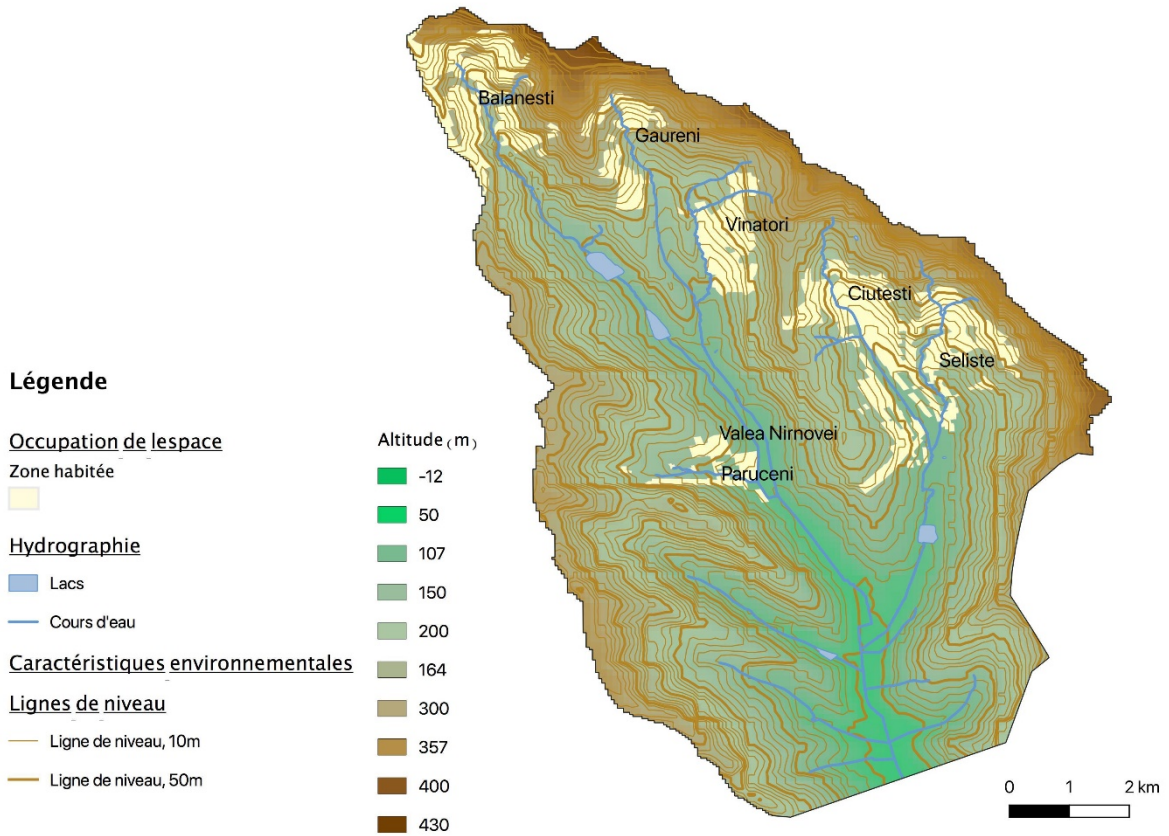 Balanesti
Gaureni
Vinatori
Ciutesti
Seliste
Valea Nirnovei
Paruceni
Légende
Occupation de lespace
Zone habitée
Hydrographie
Lacs
Cours d'eau
Caractéristiques environnementales
Lignes de niveau
Ligne de niveau, 10m
Ligne de niveau, 50m
Altitude (m)
-12
50
107
150
200
164
300
357
400
430
0 1 2 km